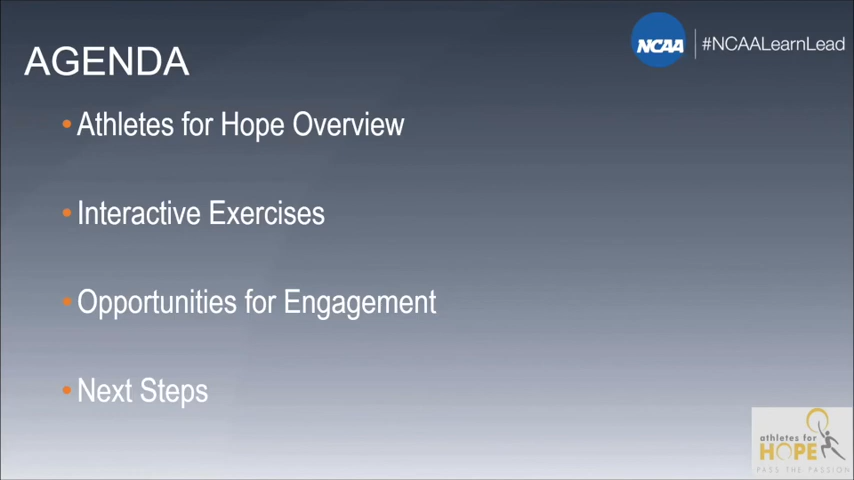 NCAA
#NCAALearnLead
AGENDA
•Athletes for Hope Overview
•Interactive Exercises
•Opportunities for Engagement
•Next Steps
athletes for
HOPE
PASS THE PASSION